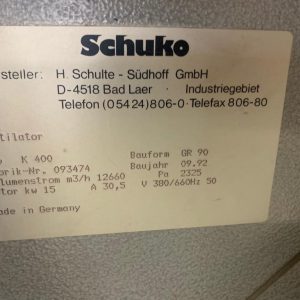 Schuko
steller: H. Schulte - Südhoff GmbH
D-4518 Bad Laer Industriegebiet
Telefon (05424) 806-0 · Telefax 806-80
tilator
p K 400 Bauform GR 90
brik-Nr. 093474 Baujahr 09.92
lumenstrom m3/h 12660 Pa 2325
tor kw 15 A 30,5 V 380/660Hz 50
ade in Germany